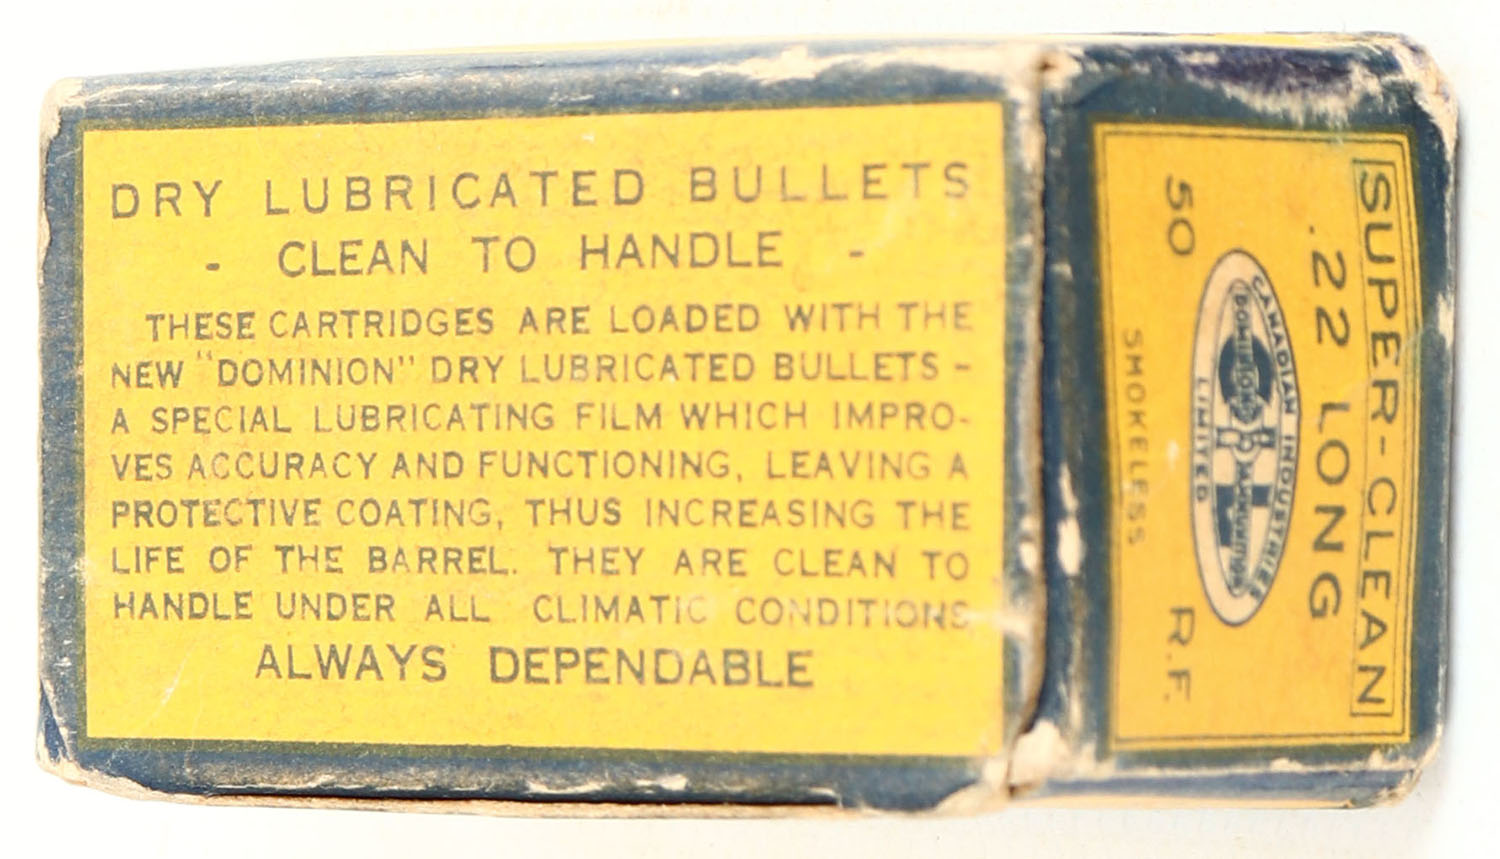 DRY LUBRICATED BULLETS
- CLEAN TO HANDLE -
THESE CARTRIDGES ARE LOADED WITH THE
NEW "DOMINION" DRY LUBRICATED BULLETS -
A SPECIAL LUBRICATING FILM WHICH IMPRO-
VES ACCURACY AND FUNCTIONING, LEAVING A
PROTECTIVE COATING, THUS INCREASING THE
LIFE OF THE BARREL. THEY ARE CLEAN TO
HANDLE UNDER ALL CLIMATIC CONDITIONS
ALWAYS DEPENDABLE
SUPER-CLEAN
.22 LONG
CANADIAN INDUSTRIES
DOMINION AMMUNITION
LIMITED
50 R.F.
SMOKELESS